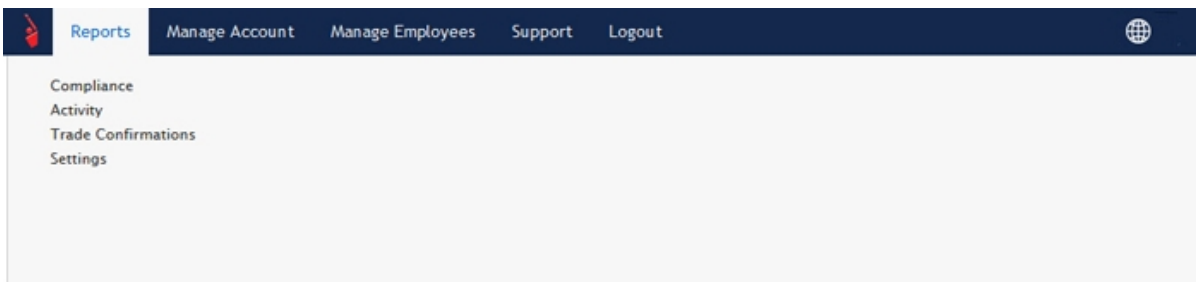 Reports Manage Account Manage Employees Support Logout
Compliance
Activity
Trade Confirmations
Settings